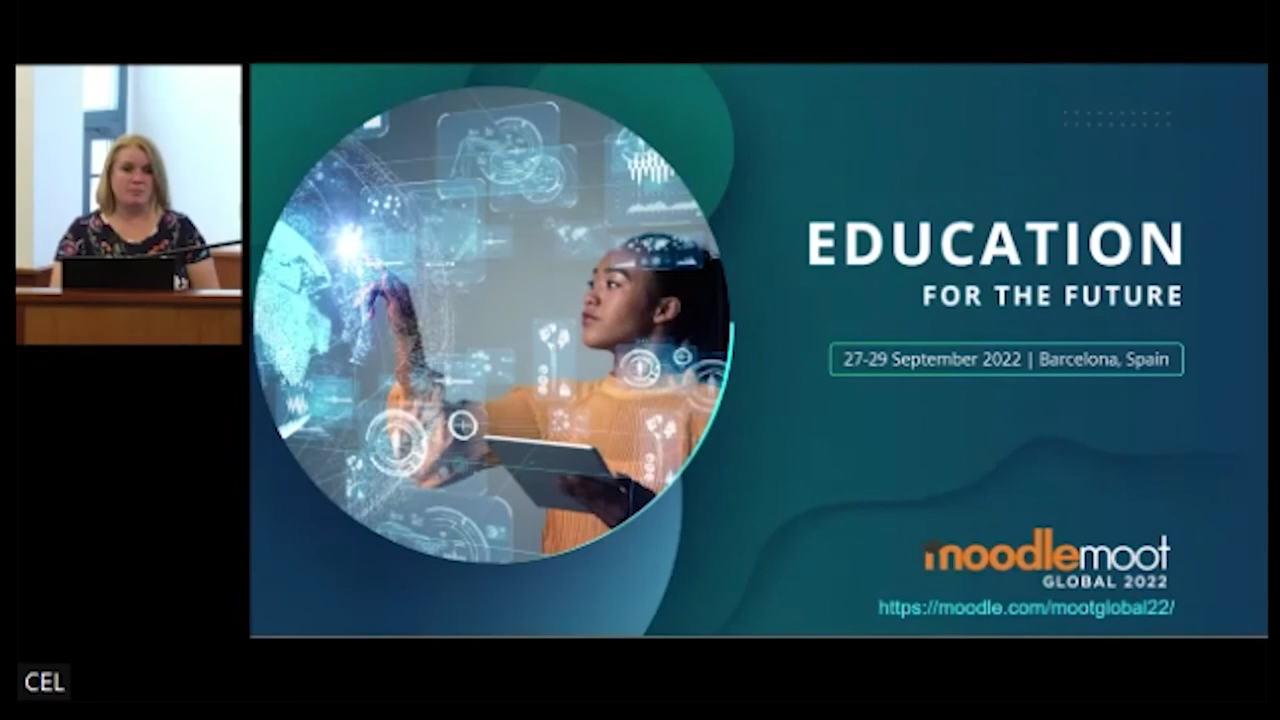 EDUCATION
FOR THE FUTURE
27-29 September 2022 | Barcelona, Spain
moodlemoot
GLOBAL 2022
https://moodle.com/mootglobal22/
CEL